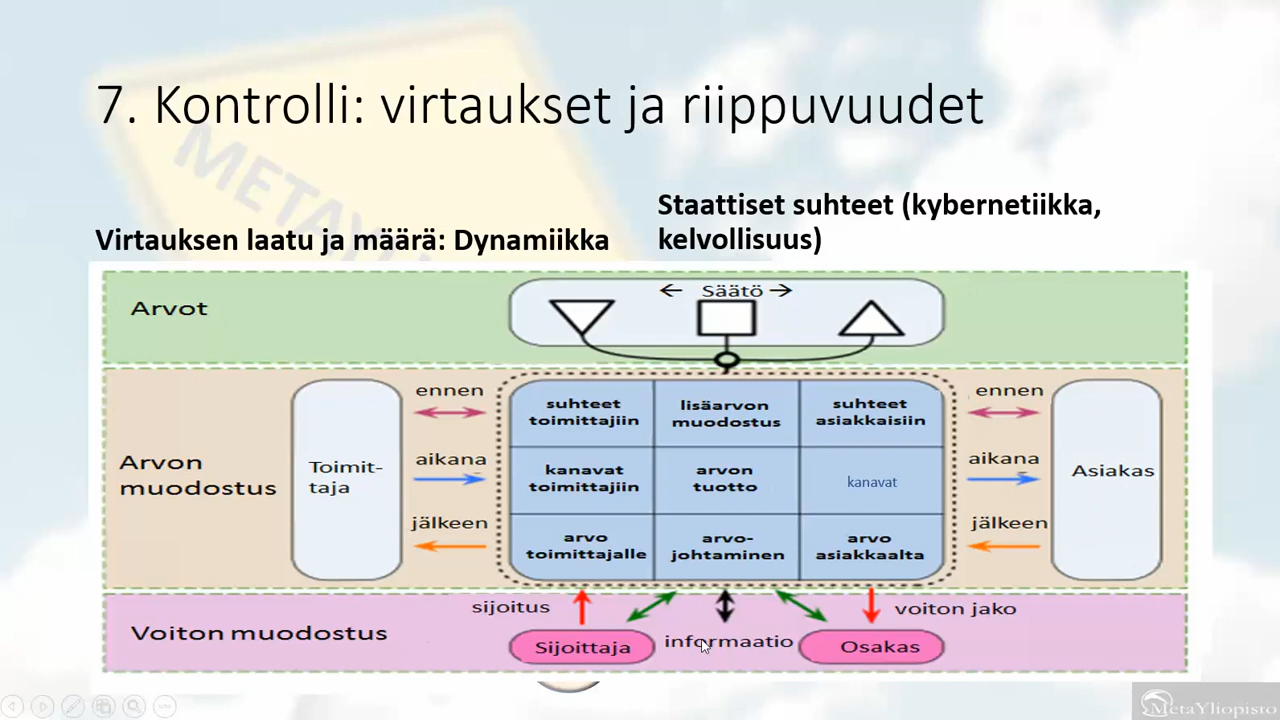 7. Kontrolli: virtaukset ja riippuvuudet
Virtauksen laatu ja määrä: Dynamiikka
Staattiset suhteet (kybernetiikka,
kelvollisuus)
Arvot
← Säätö →
Arvon
muodostus
Toimit-
taja
ennen
aikana
jälkeen
suhteet
toimittajiin
lisäarvon
muodostus
suhteet
asiakkaisiin
kanavat
toimittajiin
arvon
tuotto
kanavat
arvo
toimittajalle
arvo-
johtaminen
arvo
asiakkaalta
ennen
aikana
jälkeen
Asiakas
Voiton muodostus
sijoitus
Sijoittaja
informaatio
voiton jako
Osakas
MetaYliopisto